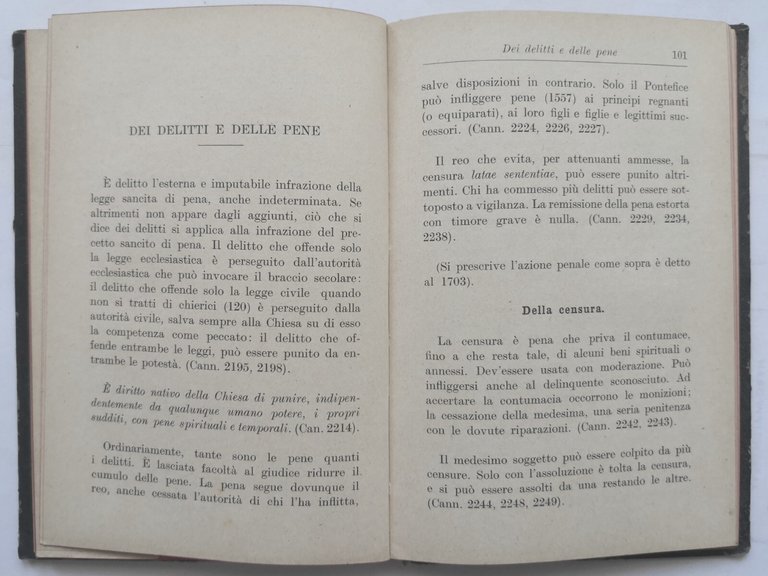 DEI DELITTI E DELLE PENE
È delitto l'esterna e imputabile infrazione della
legge sancita di pena, anche indeterminata. Se
altrimenti non appare dagli aggiunti, ciò che si
dice dei delitti si applica alla infrazione del pre-
cetto sancito di pena. Il delitto che offende solo
la legge ecclesiastica è perseguito dall'autorità
ecclesiastica che può invocare il braccio secolare:
il delitto che offende solo la legge civile quando
non si tratti di chierici (120) è perseguito dalla
autorità civile, salva sempre alla Chiesa su di esso
la competenza come peccato: il delitto che of-
fende entrambe le leggi, può essere punito da en-
trambe le potestà. (Cann. 2195, 2198).
È diritto nativo della Chiesa di punire, indipen-
dentemente da qualunque umano potere, i propri
sudditi, con pene spirituali e temporali. (Can. 2214).
Ordinariamente, tante sono le pene quanti
i delitti. È lasciata facoltà al giudice ridurre il
cumulo delle pene. La pena segue dovunque il
reo, anche cessata l'autorità di chi l'ha inflitta,
Dei delitti e delle pene 101
salve disposizioni in contrario. Solo il Pontefice
può infliggere pene (1557) ai principi regnanti
(o equiparati), ai loro figli e figlie e legittimi suc-
cessori. (Cann. 2224, 2226, 2227).
Il reo che evita, per attenuanti ammesse, la
censura latae sententiae, può essere punito altri-
menti. Chi ha commesso più delitti può essere sot-
toposto a vigilanza. La remissione della pena estorta
con timore grave è nulla. (Cann. 2229, 2234,
2238).
(Si prescrive l'azione penale come sopra è detto
al 1703).
Della censura.
La censura è pena che priva il contumace,
fino a che resta tale, di alcuni beni spirituali o
annessi. Dev'essere usata con moderazione. Può
infliggersi anche al delinquente sconosciuto. Ad
accertare la contumacia occorrono le monizioni;
la cessazione della medesima, una seria penitenza
con le dovute riparazioni. (Cann. 2242, 2243).
Il medesimo soggetto può essere colpito da più
censure. Solo con l'assoluzione è tolta la censura,
e si può essere assolti da una restando le altre.
(Cann. 2244, 2248, 2249).